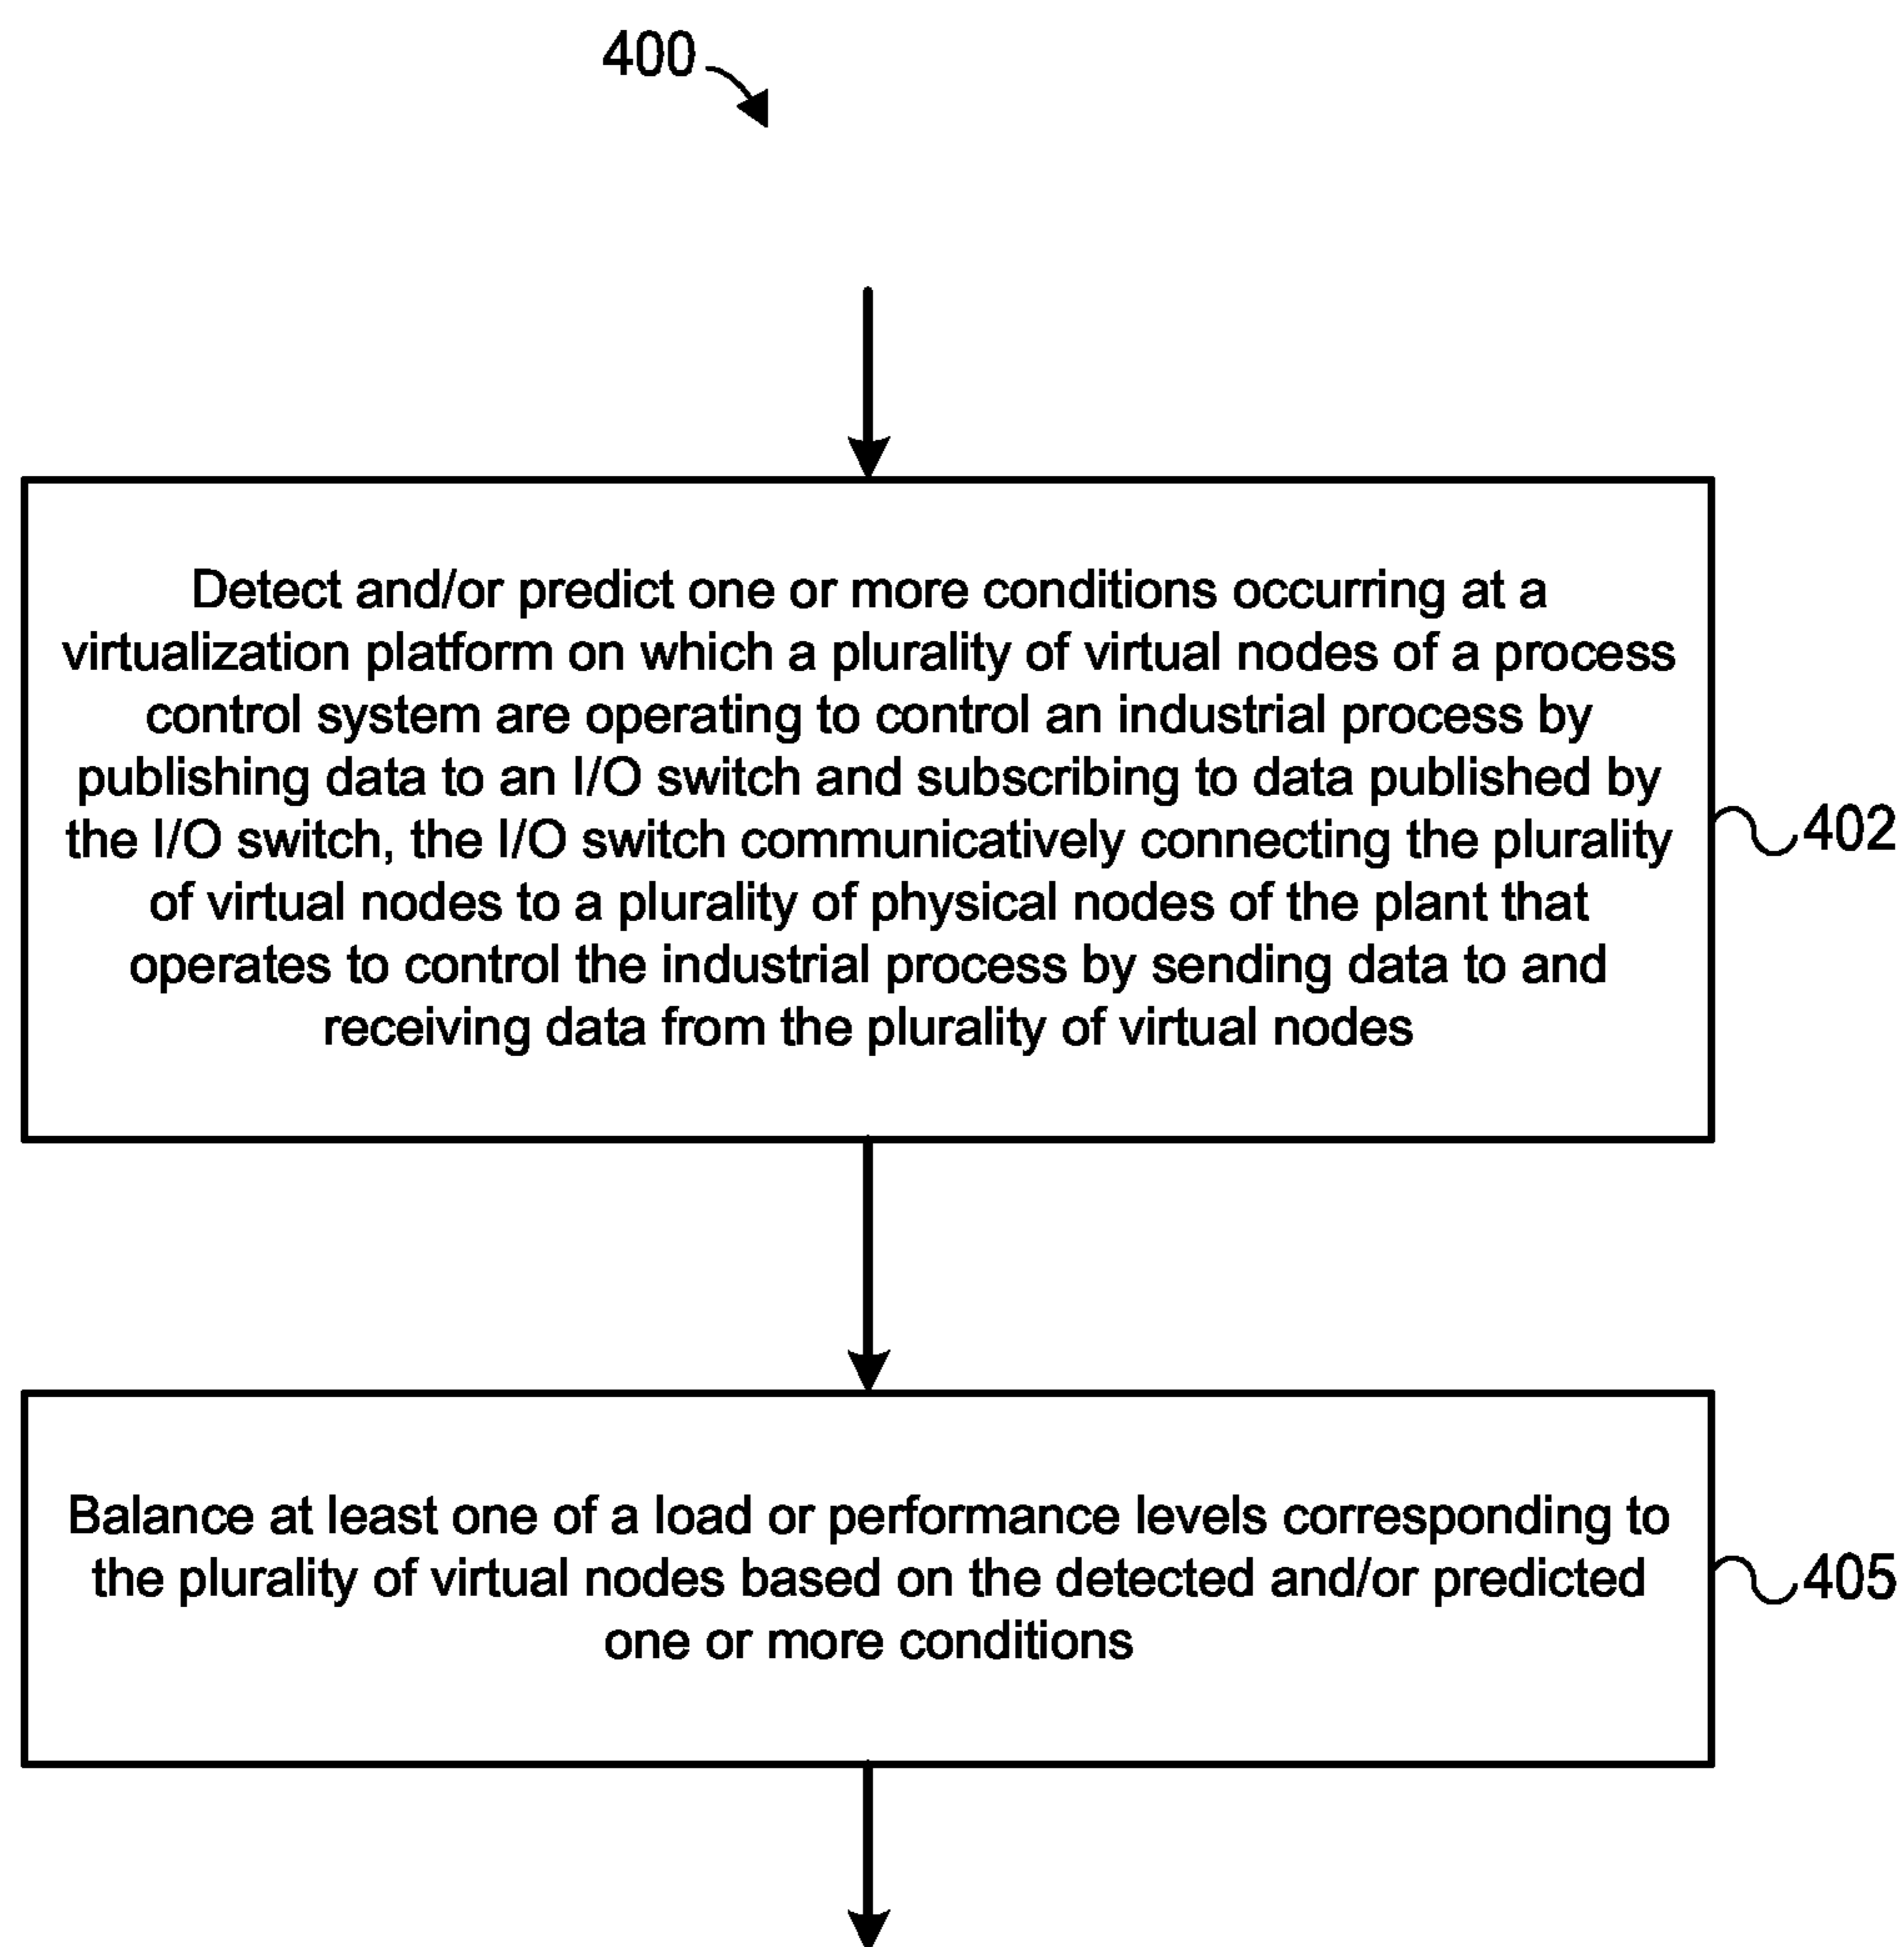 400
Detect and/or predict one or more conditions occurring at a
virtualization platform on which a plurality of virtual nodes of a process
control system are operating to control an industrial process by
publishing data to an I/O switch and subscribing to data published by
the I/O switch, the I/O switch communicatively connecting the plurality
of virtual nodes to a plurality of physical nodes of the plant that
operates to control the industrial process by sending data to and
receiving data from the plurality of virtual nodes
402
Balance at least one of a load or performance levels corresponding to
the plurality of virtual nodes based on the detected and/or predicted
one or more conditions
405